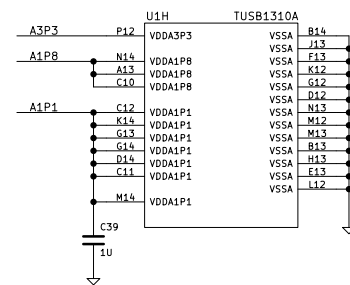 U1H TUSB1310A
A3P3 P12 VDDA3P3 VSSA B14
VSSA J13
A1P8 N14 VDDA1P8 VSSA F13
A13 VDDA1P8 VSSA K12
C10 VDDA1P8 VSSA G12
VSSA D12
A1P1 C12 VDDA1P1 VSSA N13
K14 VDDA1P1 VSSA M12
G13 VDDA1P1 VSSA M13
G14 VDDA1P1 VSSA B13
D14 VDDA1P1 VSSA H13
C11 VDDA1P1 VSSA E13
VSSA L12
M14 VDDA1P1
C39
1U